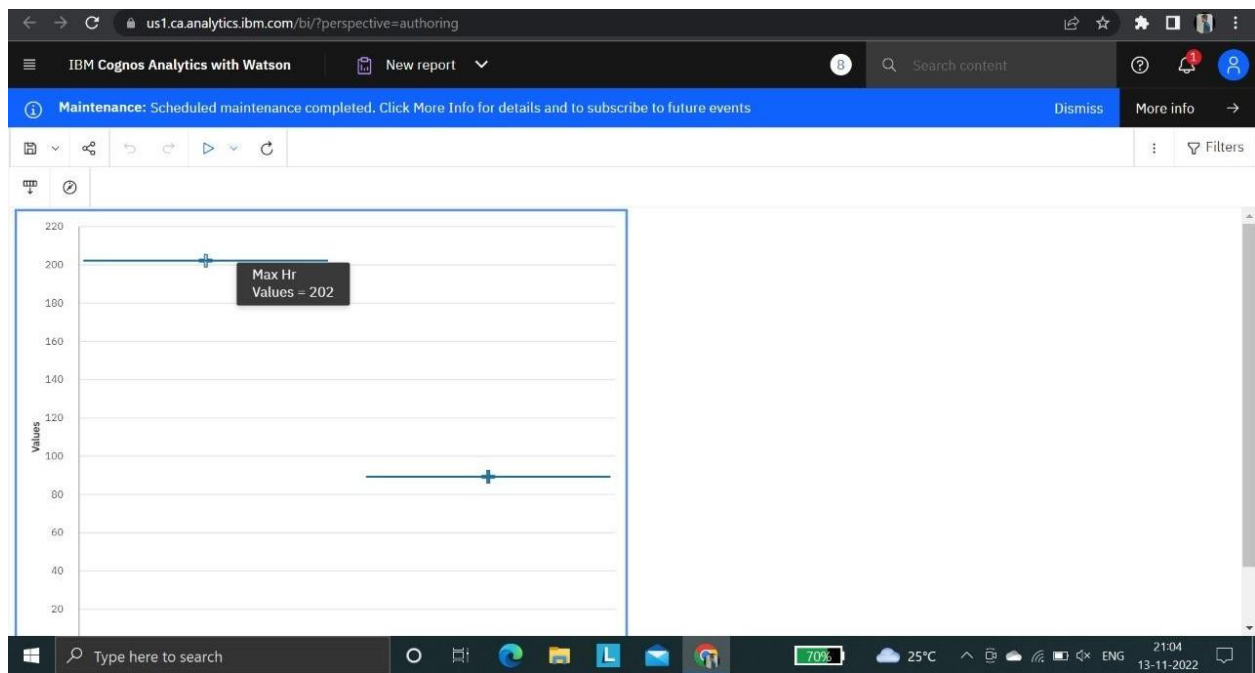 us1.ca.analytics.ibm.com/bi/?perspective=authoring
IBM Cognos Analytics with Watson
New report
8
Search content
1
Maintenance: Scheduled maintenance completed. Click More Info for details and to subscribe to future events
Dismiss
More info
Filters
220
200
180
160
140
120
100
80
60
40
20
Values
Max Hr
Values = 202
Type here to search
L
70%
25°C
ENG
21:04
13-11-2022